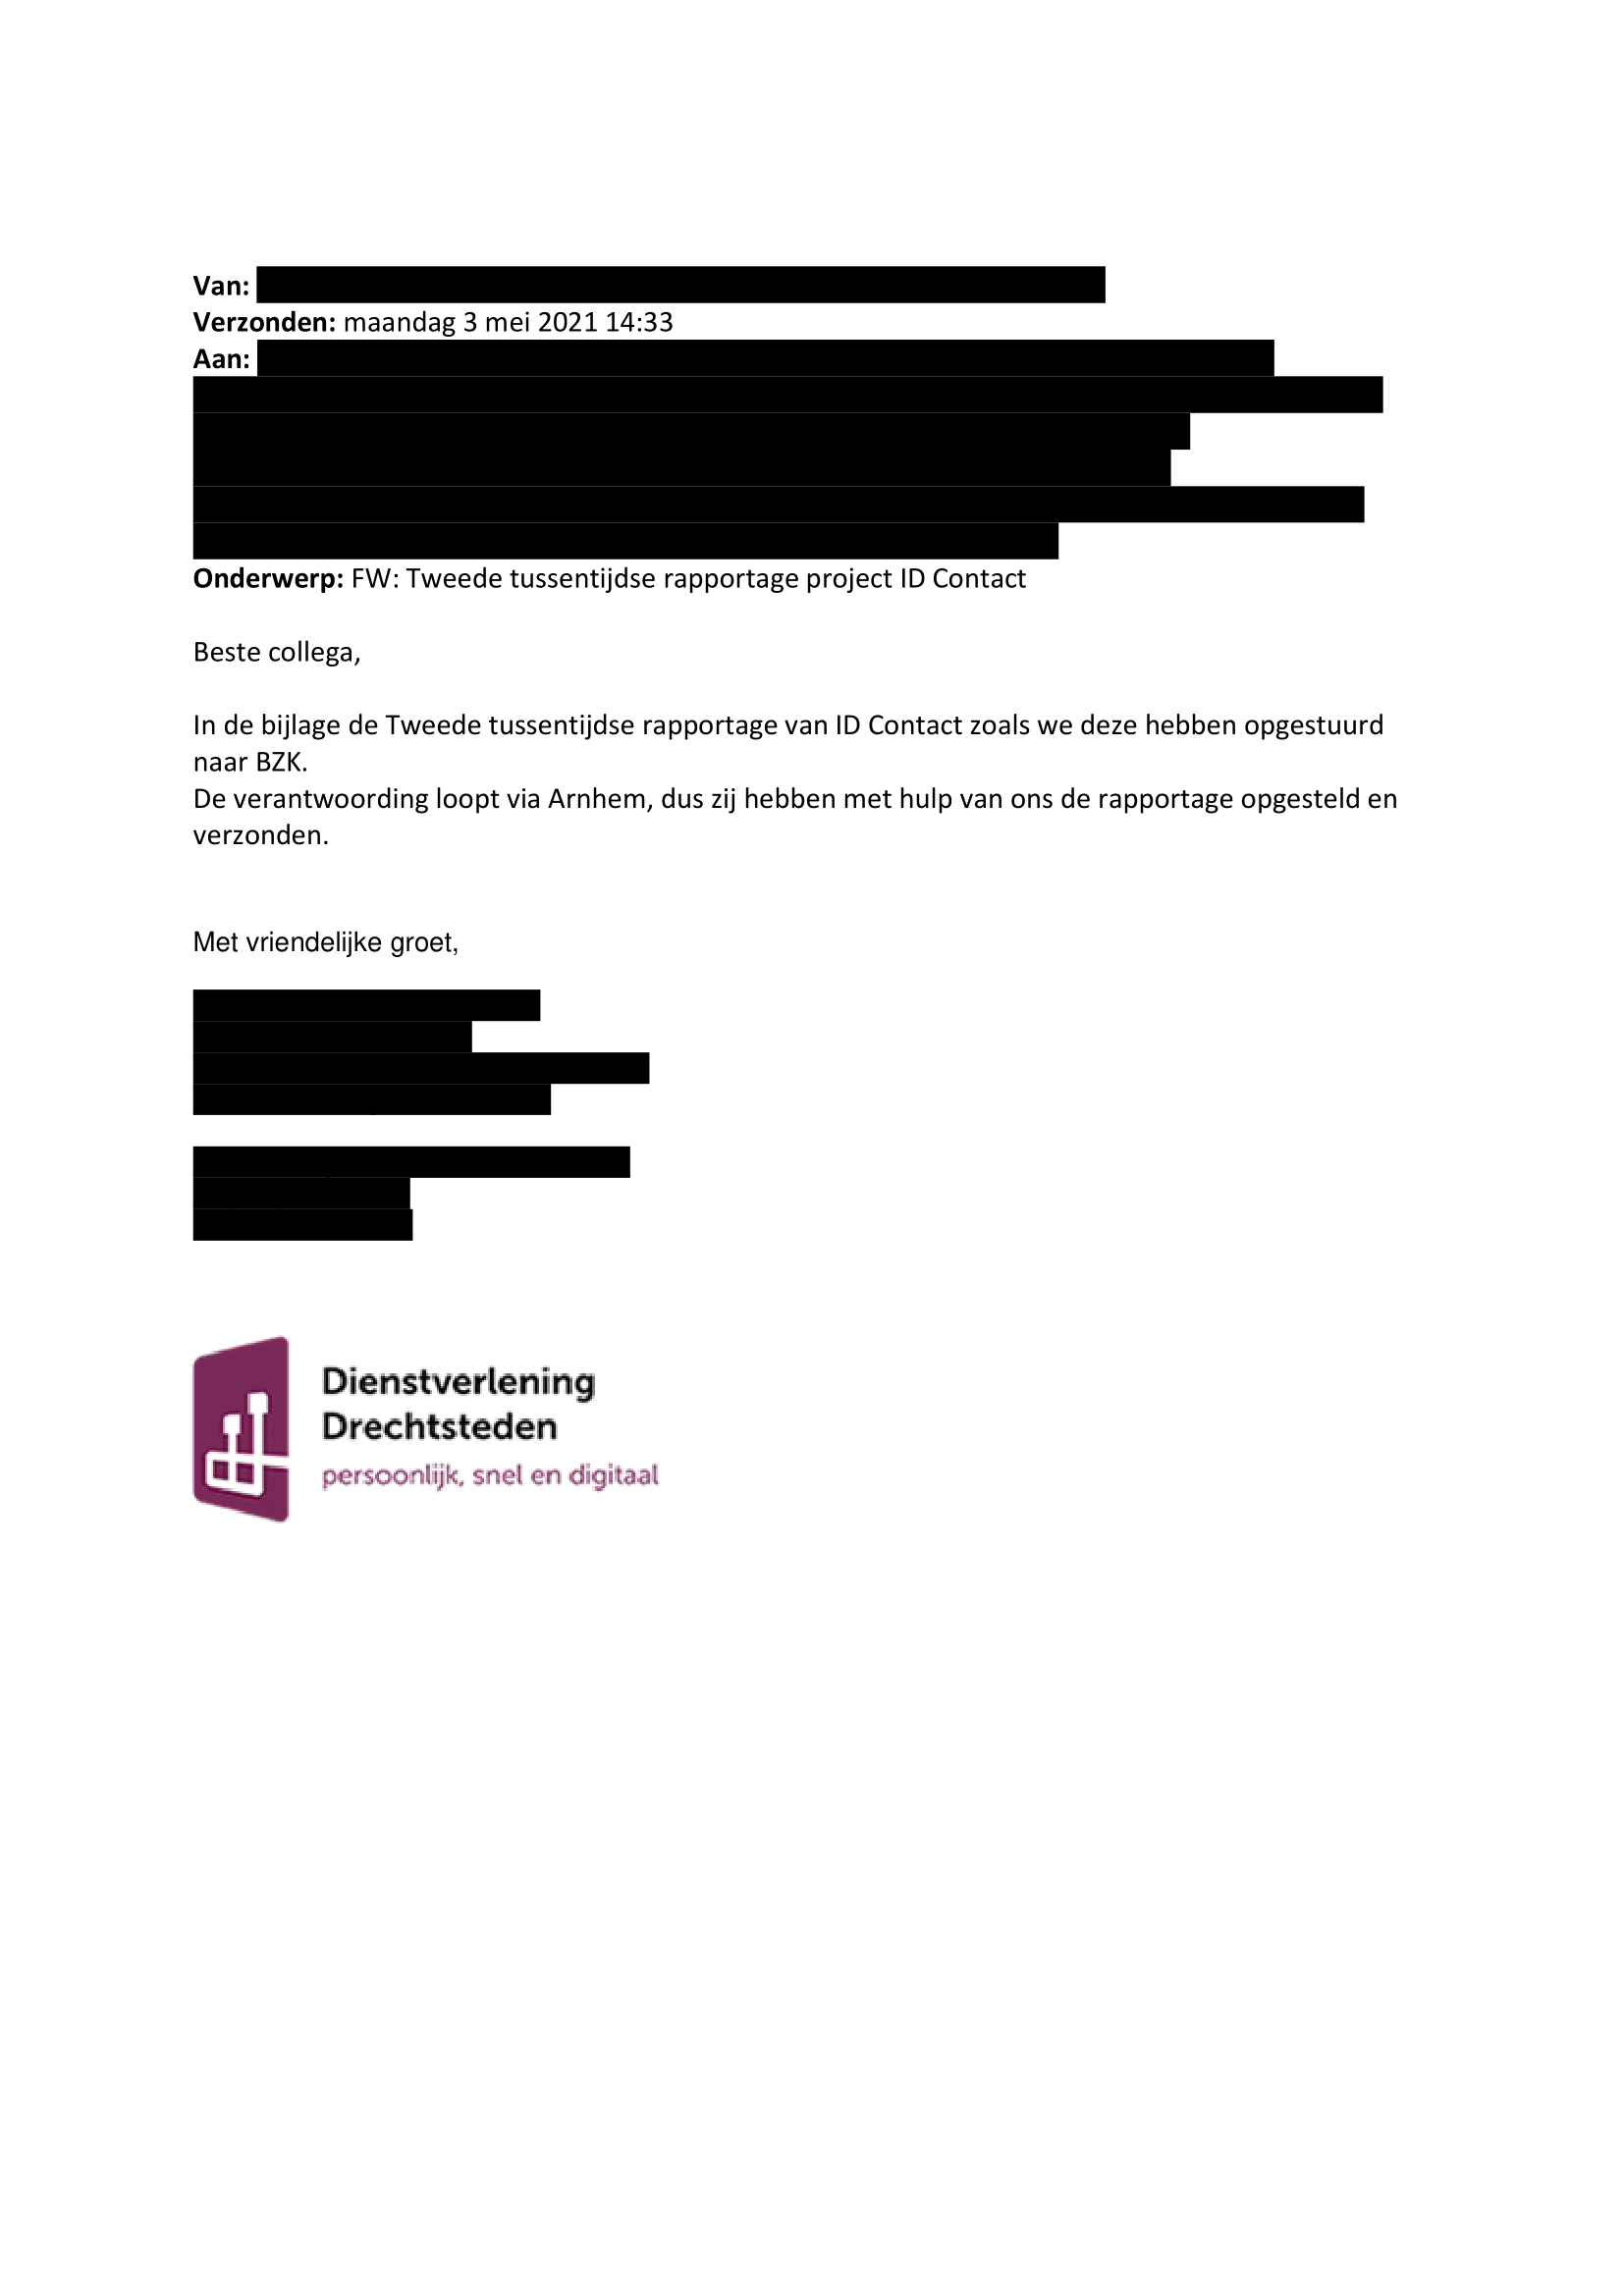 Van:
Verzonden: maandag 3 mei 2021 14:33
Aan:
Onderwerp: FW: Tweede tussentijdse rapportage project ID Contact
Beste collega,
In de bijlage de Tweede tussentijdse rapportage van ID Contact zoals we deze hebben opgestuurd
naar BZK.
De verantwoording loopt via Arnhem, dus zij hebben met hulp van ons de rapportage opgesteld en
verzonden.
Met vriendelijke groet,
Dienstverlening
Drechtsteden
persoonlijk, snel en digitaal